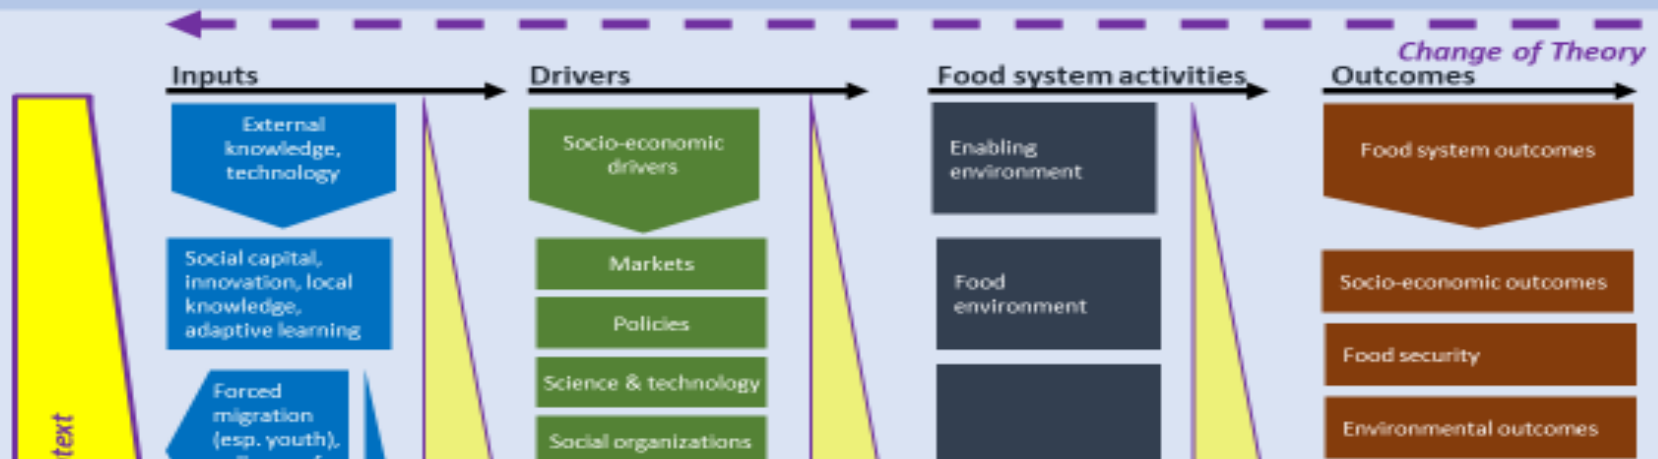 Change of Theory
Inputs
Drivers
Food system activities
Outcomes
External
knowledge,
technology
Social capital,
innovation, local
knowledge,
adaptive learning
Forced
migration
(esp. youth),
Socio-economic
drivers
Markets
Policies
Science & technology
Social organizations
Enabling
environment
Food
environment
Food system outcomes
Socio-economic outcomes
Food security
Environmental outcomes